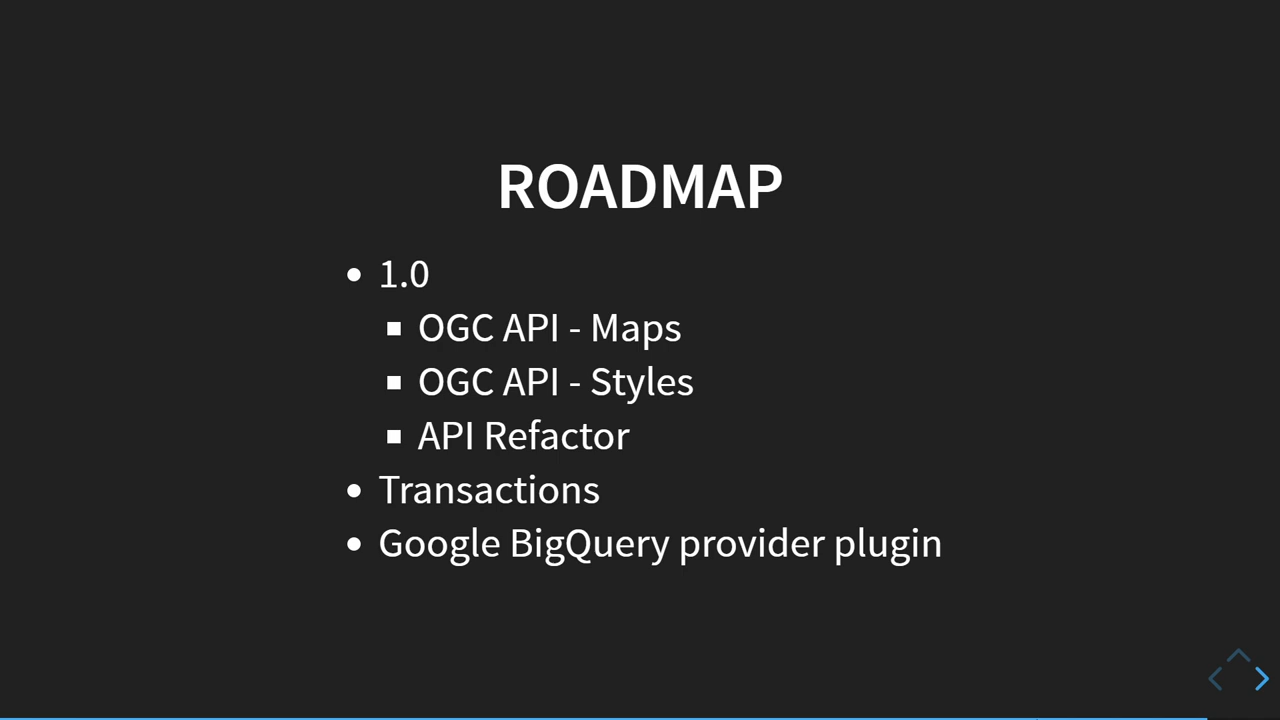 ROADMAP
1.0
OGC API - Maps
OGC API - Styles
API Refactor
Transactions
Google BigQuery provider plugin